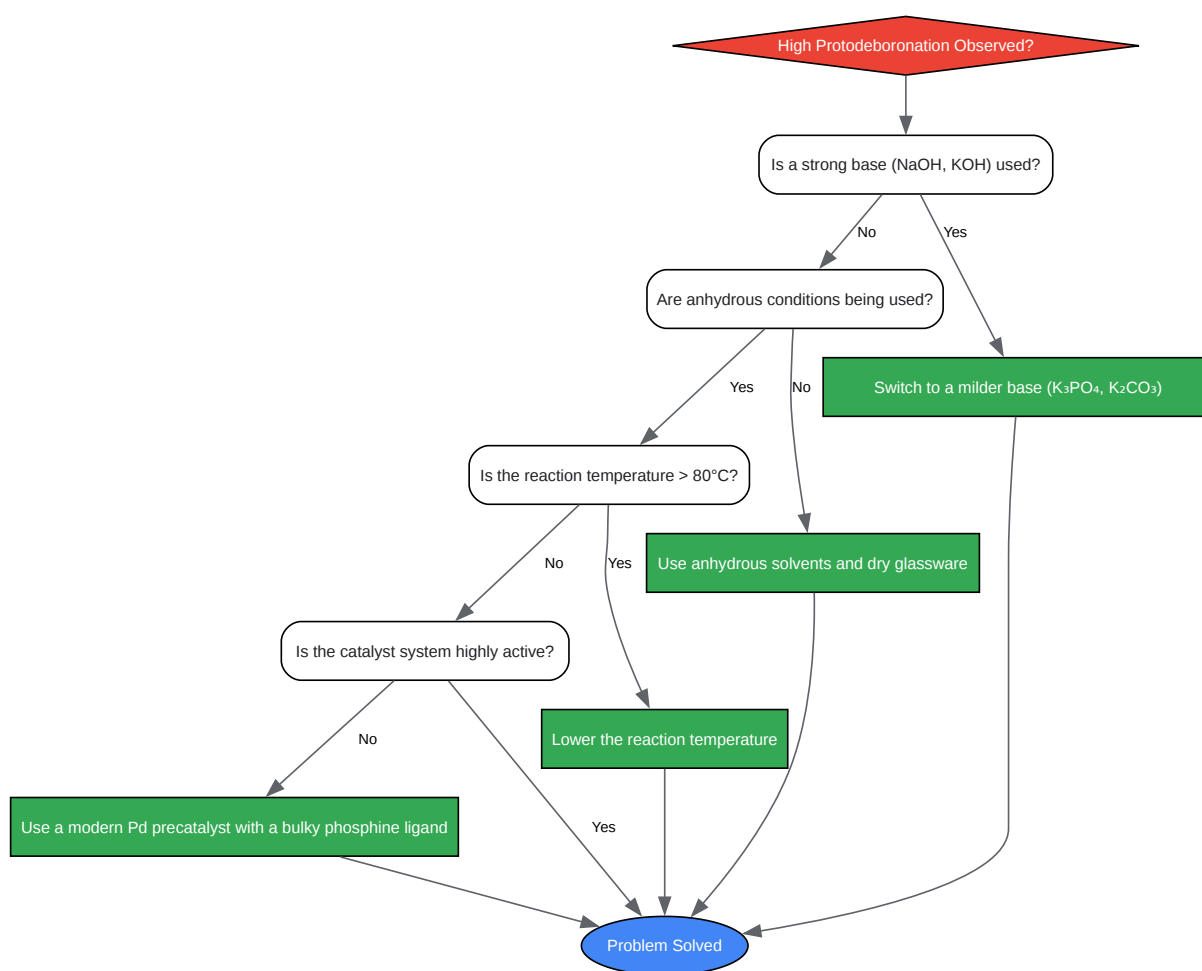 High Protodeboronation Observed?
Is a strong base (NaOH, KOH) used?
No
Yes
Are anhydrous conditions being used?
Yes
No
Switch to a milder base (K₃PO₄, K₂CO₃)
Is the reaction temperature > 80°C?
No
Yes
Use anhydrous solvents and dry glassware
Is the catalyst system highly active?
No
Lower the reaction temperature
Yes
Use a modern Pd precatalyst with a bulky phosphine ligand
Problem Solved